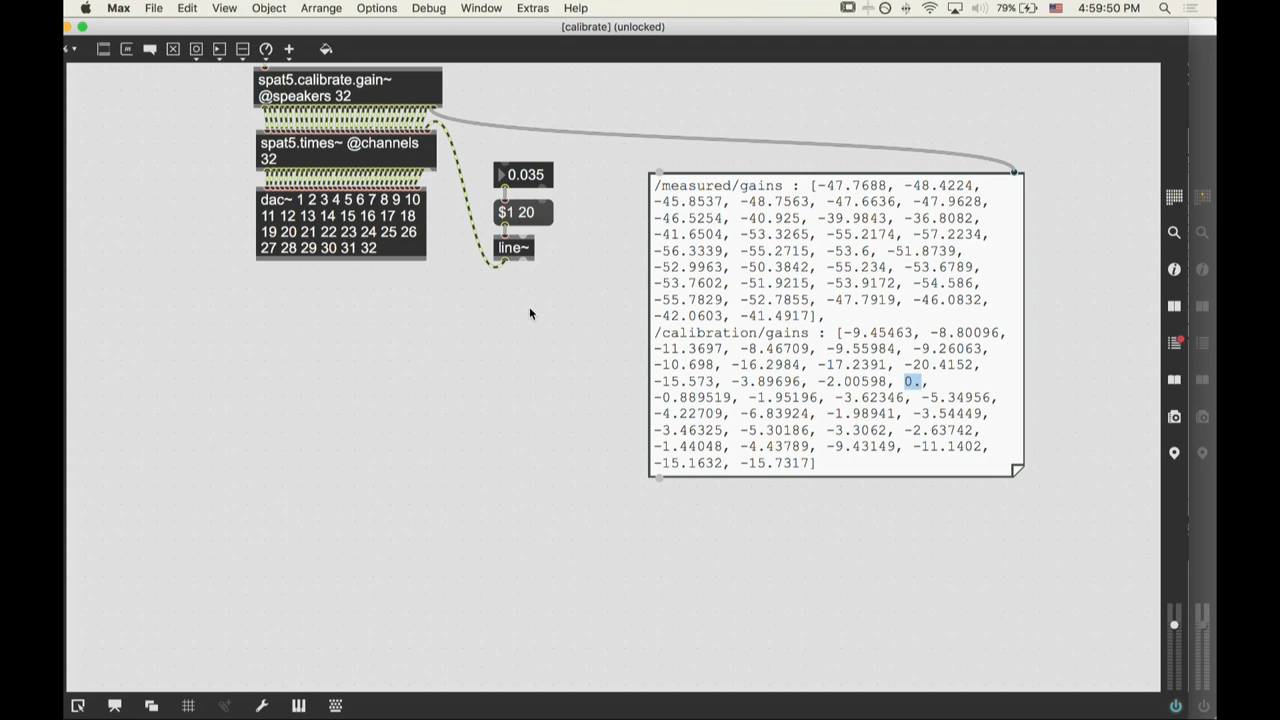 Max File Edit View Object Arrange Options Debug Window Extras Help 79% 4:59:50 PM
[calibrate] (unlocked)
spat5.calibrate.gain~
@speakers 32
spat5.times~ @channels
32
dac~ 1 2 3 4 5 6 7 8 9 10
11 12 13 14 15 16 17 18
19 20 21 22 23 24 25 26
27 28 29 30 31 32
0.035
$1 20
line~
/measured/gains : [-47.7688, -48.4224,
-45.8537, -48.7563, -47.6636, -47.9628,
-46.5254, -40.925, -39.9843, -36.8082,
-41.6504, -53.3265, -55.2174, -57.2234,
-56.3339, -55.2715, -53.6, -51.8739,
-52.9963, -50.3842, -55.234, -53.6789,
-53.7602, -51.9215, -53.9172, -54.586,
-55.7829, -52.7855, -47.7919, -46.0832,
-42.0603, -41.4917],
/calibration/gains : [-9.45463, -8.80096,
-11.3697, -8.46709, -9.55984, -9.26063,
-10.698, -16.2984, -17.2391, -20.4152,
-15.573, -3.89696, -2.00598, 0.,
-0.889519, -1.95196, -3.62346, -5.34956,
-4.22709, -6.83924, -1.98941, -3.54449,
-3.46325, -5.30186, -3.3062, -2.63742,
-1.44048, -4.43789, -9.43149, -11.1402,
-15.1632, -15.7317]